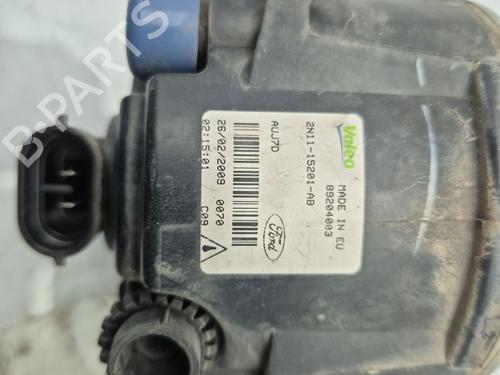 B-PARTS
Valeo
MADE IN EU
89204003
2N11-15201-AB
AUJ7D
Ford
26/02/2009 0070
02:15:01 C09